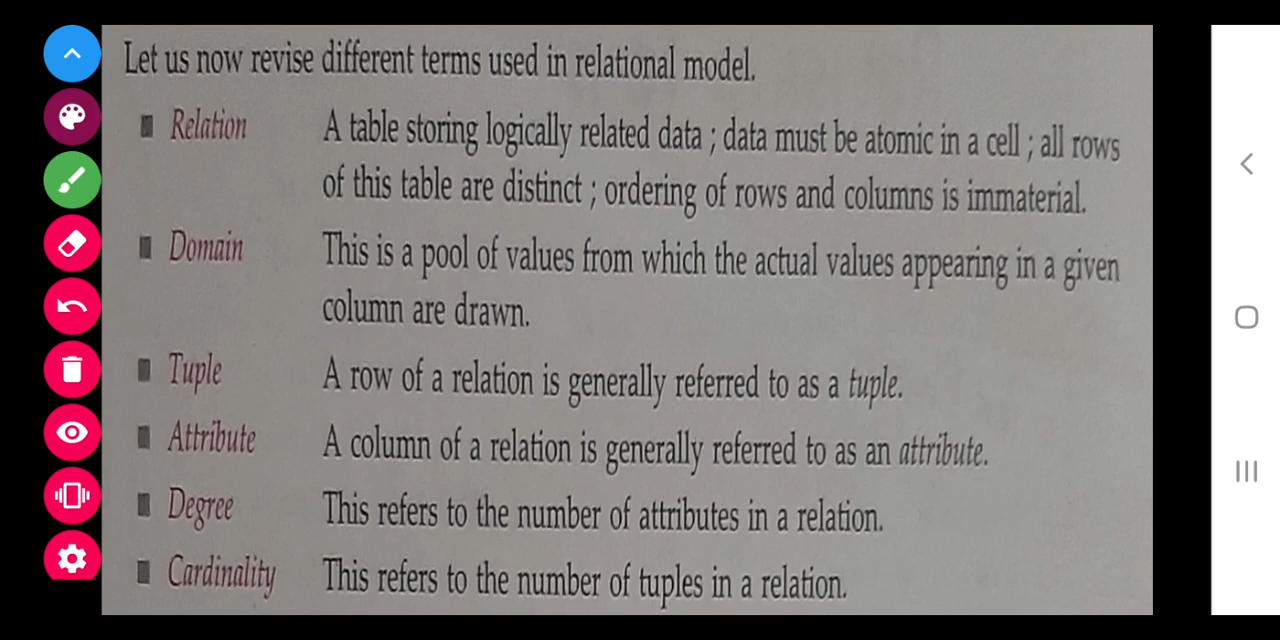 Let us now revise different terms used in relational model.
■ Relation A table storing logically related data ; data must be atomic in a cell ; all rows
of this table are distinct ; ordering of rows and columns is immaterial.
■ Domain This is a pool of values from which the actual values appearing in a given
column are drawn.
■ Tuple A row of a relation is generally referred to as a tuple.
■ Attribute A column of a relation is generally referred to as an attribute.
■ Degree This refers to the number of attributes in a relation.
■ Cardinality This refers to the number of tuples in a relation.